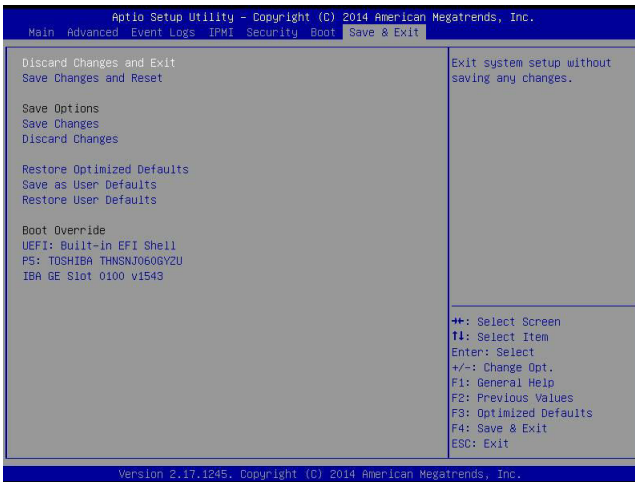 Aptio Setup Utility - Copyright (C) 2014 American Megatrends, Inc.
Main Advanced Event Logs IPMI Security Boot Save & Exit
Discard Changes and Exit
Save Changes and Reset
Save Options
Save Changes
Discard Changes
Restore Optimized Defaults
Save as User Defaults
Restore User Defaults
Boot Override
UEFI: Built-in EFI Shell
P5: TOSHIBA THNSNJ060GYZU
IBA GE Slot 0100 v1543
Exit system setup without
saving any changes.
→←: Select Screen
↑↓: Select Item
Enter: Select
+/-: Change Opt.
F1: General Help
F2: Previous Values
F3: Optimized Defaults
F4: Save & Exit
ESC: Exit
Version 2.17.1245. Copyright (C) 2014 American Megatrends, Inc.